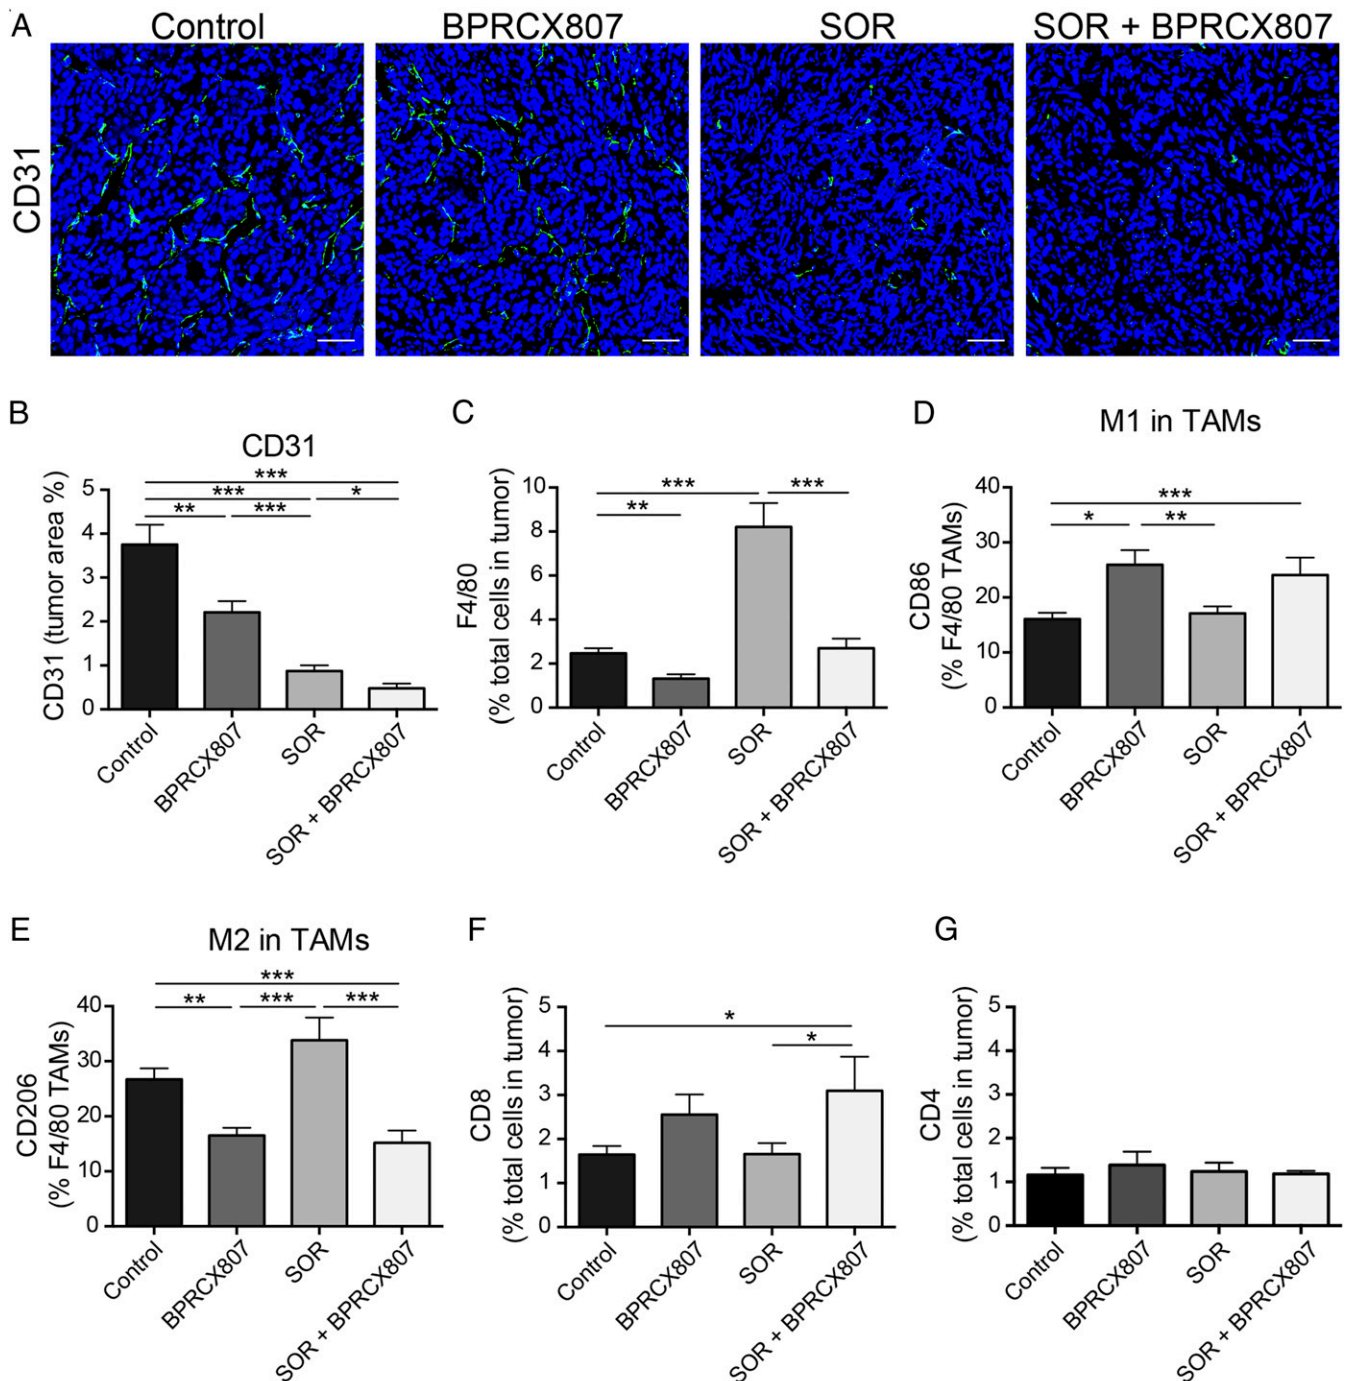 A
Control
BPRCX807
SOR
SOR + BPRCX807
CD31
B
CD31
CD31 (tumor area %)
5
4
3
2
1
0
***
***
*
**
***
Control
BPRCX807
SOR
SOR + BPRCX807
C
F4/80
(% total cells in tumor)
10
8
6
4
2
0
***
***
**
Control
BPRCX807
SOR
SOR + BPRCX807
D
M1 in TAMs
CD86
(% F4/80 TAMs)
40
30
20
10
0
***
*
**
Control
BPRCX807
SOR
SOR + BPRCX807
E
M2 in TAMs
CD206
(% F4/80 TAMs)
40
30
20
10
0
***
**
***
***
Control
BPRCX807
SOR
SOR + BPRCX807
F
CD8
(% total cells in tumor)
5
4
3
2
1
0
*
*
Control
BPRCX807
SOR
SOR + BPRCX807
G
CD4
(% total cells in tumor)
5
4
3
2
1
0
Control
BPRCX807
SOR
SOR + BPRCX807